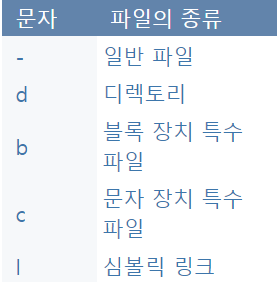 문자 파일의 종류
- 일반 파일
d 디렉토리
b 블록 장치 특수
파일
c 문자 장치 특수
파일
l 심볼릭 링크